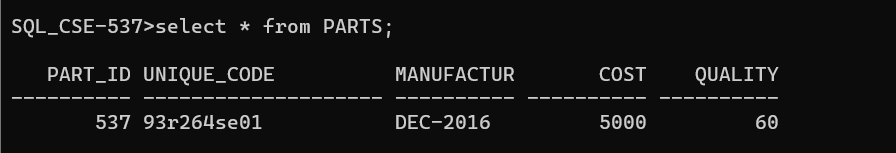 SQL_CSE-537>select * from PARTS;
PART_ID UNIQUE_CODE MANUFACTUR COST QUALITY
---------- -------------------- ---------- ---------- ----------
537 93r264se01 DEC-2016 5000 60